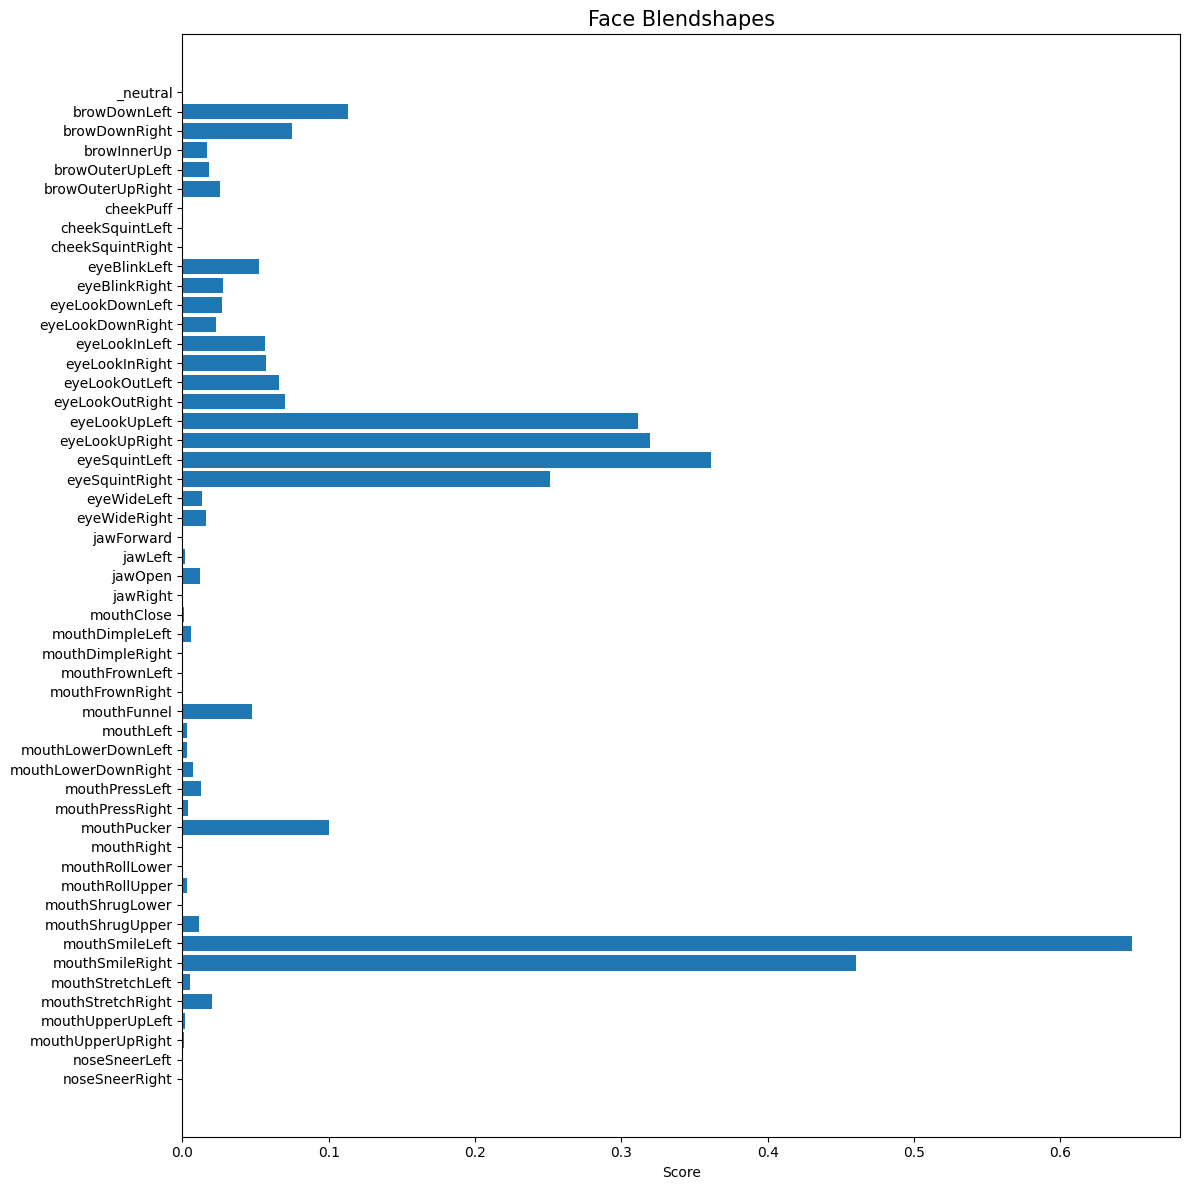 Face Blendshapes
_neutral
browDownLeft
browDownRight
browInnerUp
browOuterUpLeft
browOuterUpRight
cheekPuff
cheekSquintLeft
cheekSquintRight
eyeBlinkLeft
eyeBlinkRight
eyeLookDownLeft
eyeLookDownRight
eyeLookInLeft
eyeLookInRight
eyeLookOutLeft
eyeLookOutRight
eyeLookUpLeft
eyeLookUpRight
eyeSquintLeft
eyeSquintRight
eyeWideLeft
eyeWideRight
jawForward
jawLeft
jawOpen
jawRight
mouthClose
mouthDimpleLeft
mouthDimpleRight
mouthFrownLeft
mouthFrownRight
mouthFunnel
mouthLeft
mouthLowerDownLeft
mouthLowerDownRight
mouthPressLeft
mouthPressRight
mouthPucker
mouthRight
mouthRollLower
mouthRollUpper
mouthShrugLower
mouthShrugUpper
mouthSmileLeft
mouthSmileRight
mouthStretchLeft
mouthStretchRight
mouthUpperUpLeft
mouthUpperUpRight
noseSneerLeft
noseSneerRight
0.0 0.1 0.2 0.3 0.4 0.5 0.6
Score